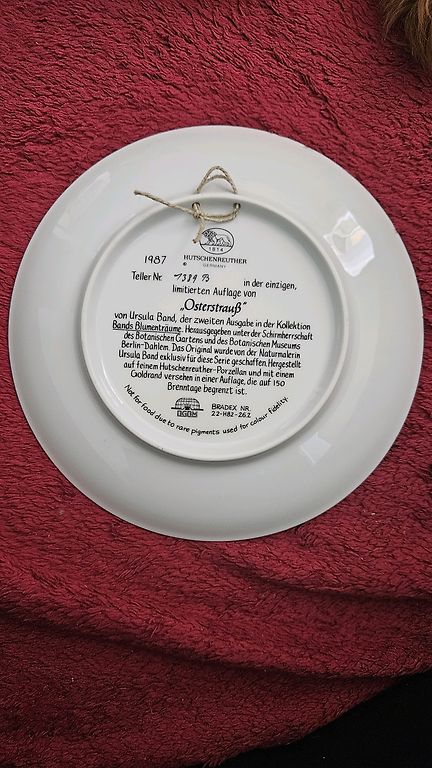 1814
1987 HUTSCHENREUTHER
© GERMANY
Teller Nr. 1389 B in der einzigen,
limitierten Auflage von
„Osterstrauß"
von Ursula Band, der zweiten Ausgabe in der Kollektion
Bands Blumenträume. Herausgegeben unter der Schirmherrschaft
des Botanischen Gartens und des Botanischen Museums
Berlin-Dahlem. Das Original wurde von der Naturmalerin
Ursula Band exklusiv für diese Serie geschaffen. Hergestellt
auf feinem Hutschenreuther-Porzellan und mit einem
Goldrand versehen in einer Auflage, die auf 150
Brenntage begrenzt ist.
BGBM
BRADEX NR.
22-H82-2.6.2
Not for food due to rare pigments used for colour fidelity.